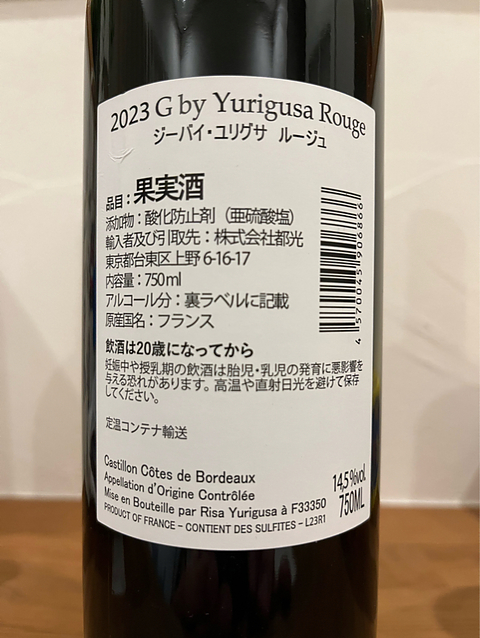 2023 G by Yurigusa Rouge
ジーバイ・ユリグサ ルージュ
品目：果実酒
添加物：酸化防止剤（亜硫酸塩）
輸入者及び引取先：株式会社都光
東京都台東区上野6-16-17
内容量：750ml
アルコール分：裏ラベルに記載
原産国名：フランス
飲酒は20歳になってから
妊娠中や授乳期の飲酒は胎児・乳児の発育に悪影響を
与える恐れがあります。高温や直射日光を避けて保存
してください。
定温コンテナ輸送
4570045906866
Castillon Côtes de Bordeaux
Appellation d'Origine Contrôlée
Mise en Bouteille par Risa Yurigusa à F33350
PRODUCT OF FRANCE – CONTIENT DES SULFITES – L23R1
14,5%vol.
750ML